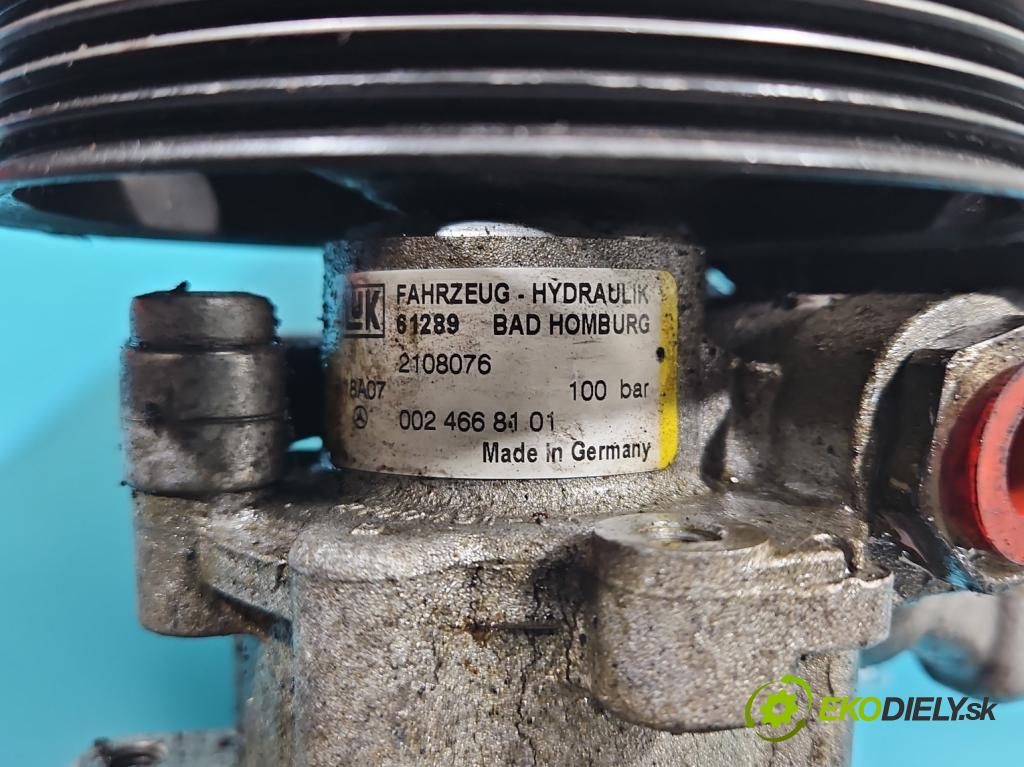 LUK FAHRZEUG - HYDRAULIK
61289 BAD HOMBURG
2108076
18A07 100 bar
002 466 81 01
Made in Germany
EKODIELY.sk